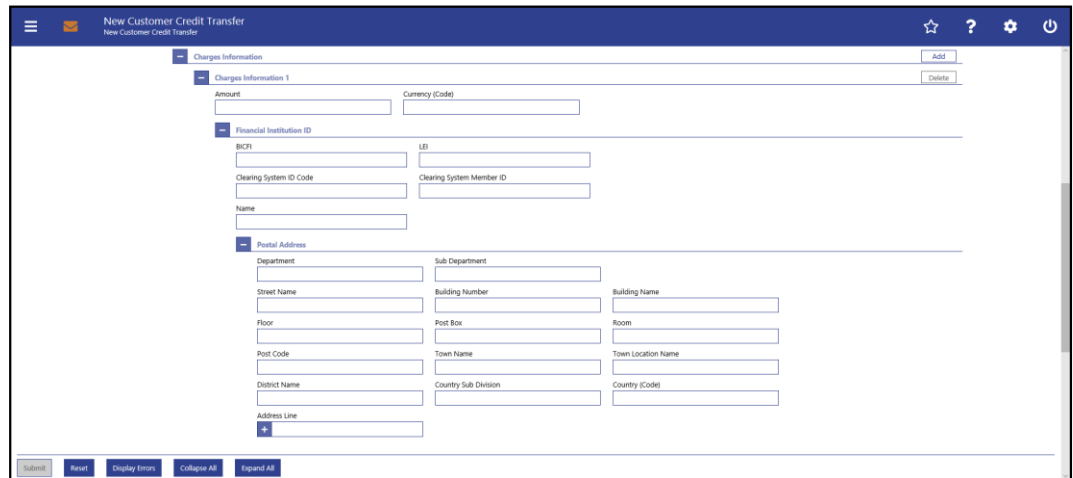 New Customer Credit Transfer
New Customer Credit Transfer
Charges Information Add
Charges Information 1 Delete
Amount Currency (Code)
Financial Institution ID
BICFI LEI
Clearing System ID Code Clearing System Member ID
Name
Postal Address
Department Sub Department
Street Name Building Number Building Name
Floor Post Box Room
Post Code Town Name Town Location Name
District Name Country Sub Division Country (Code)
Address Line
Submit Reset Display Errors Collapse All Expand All